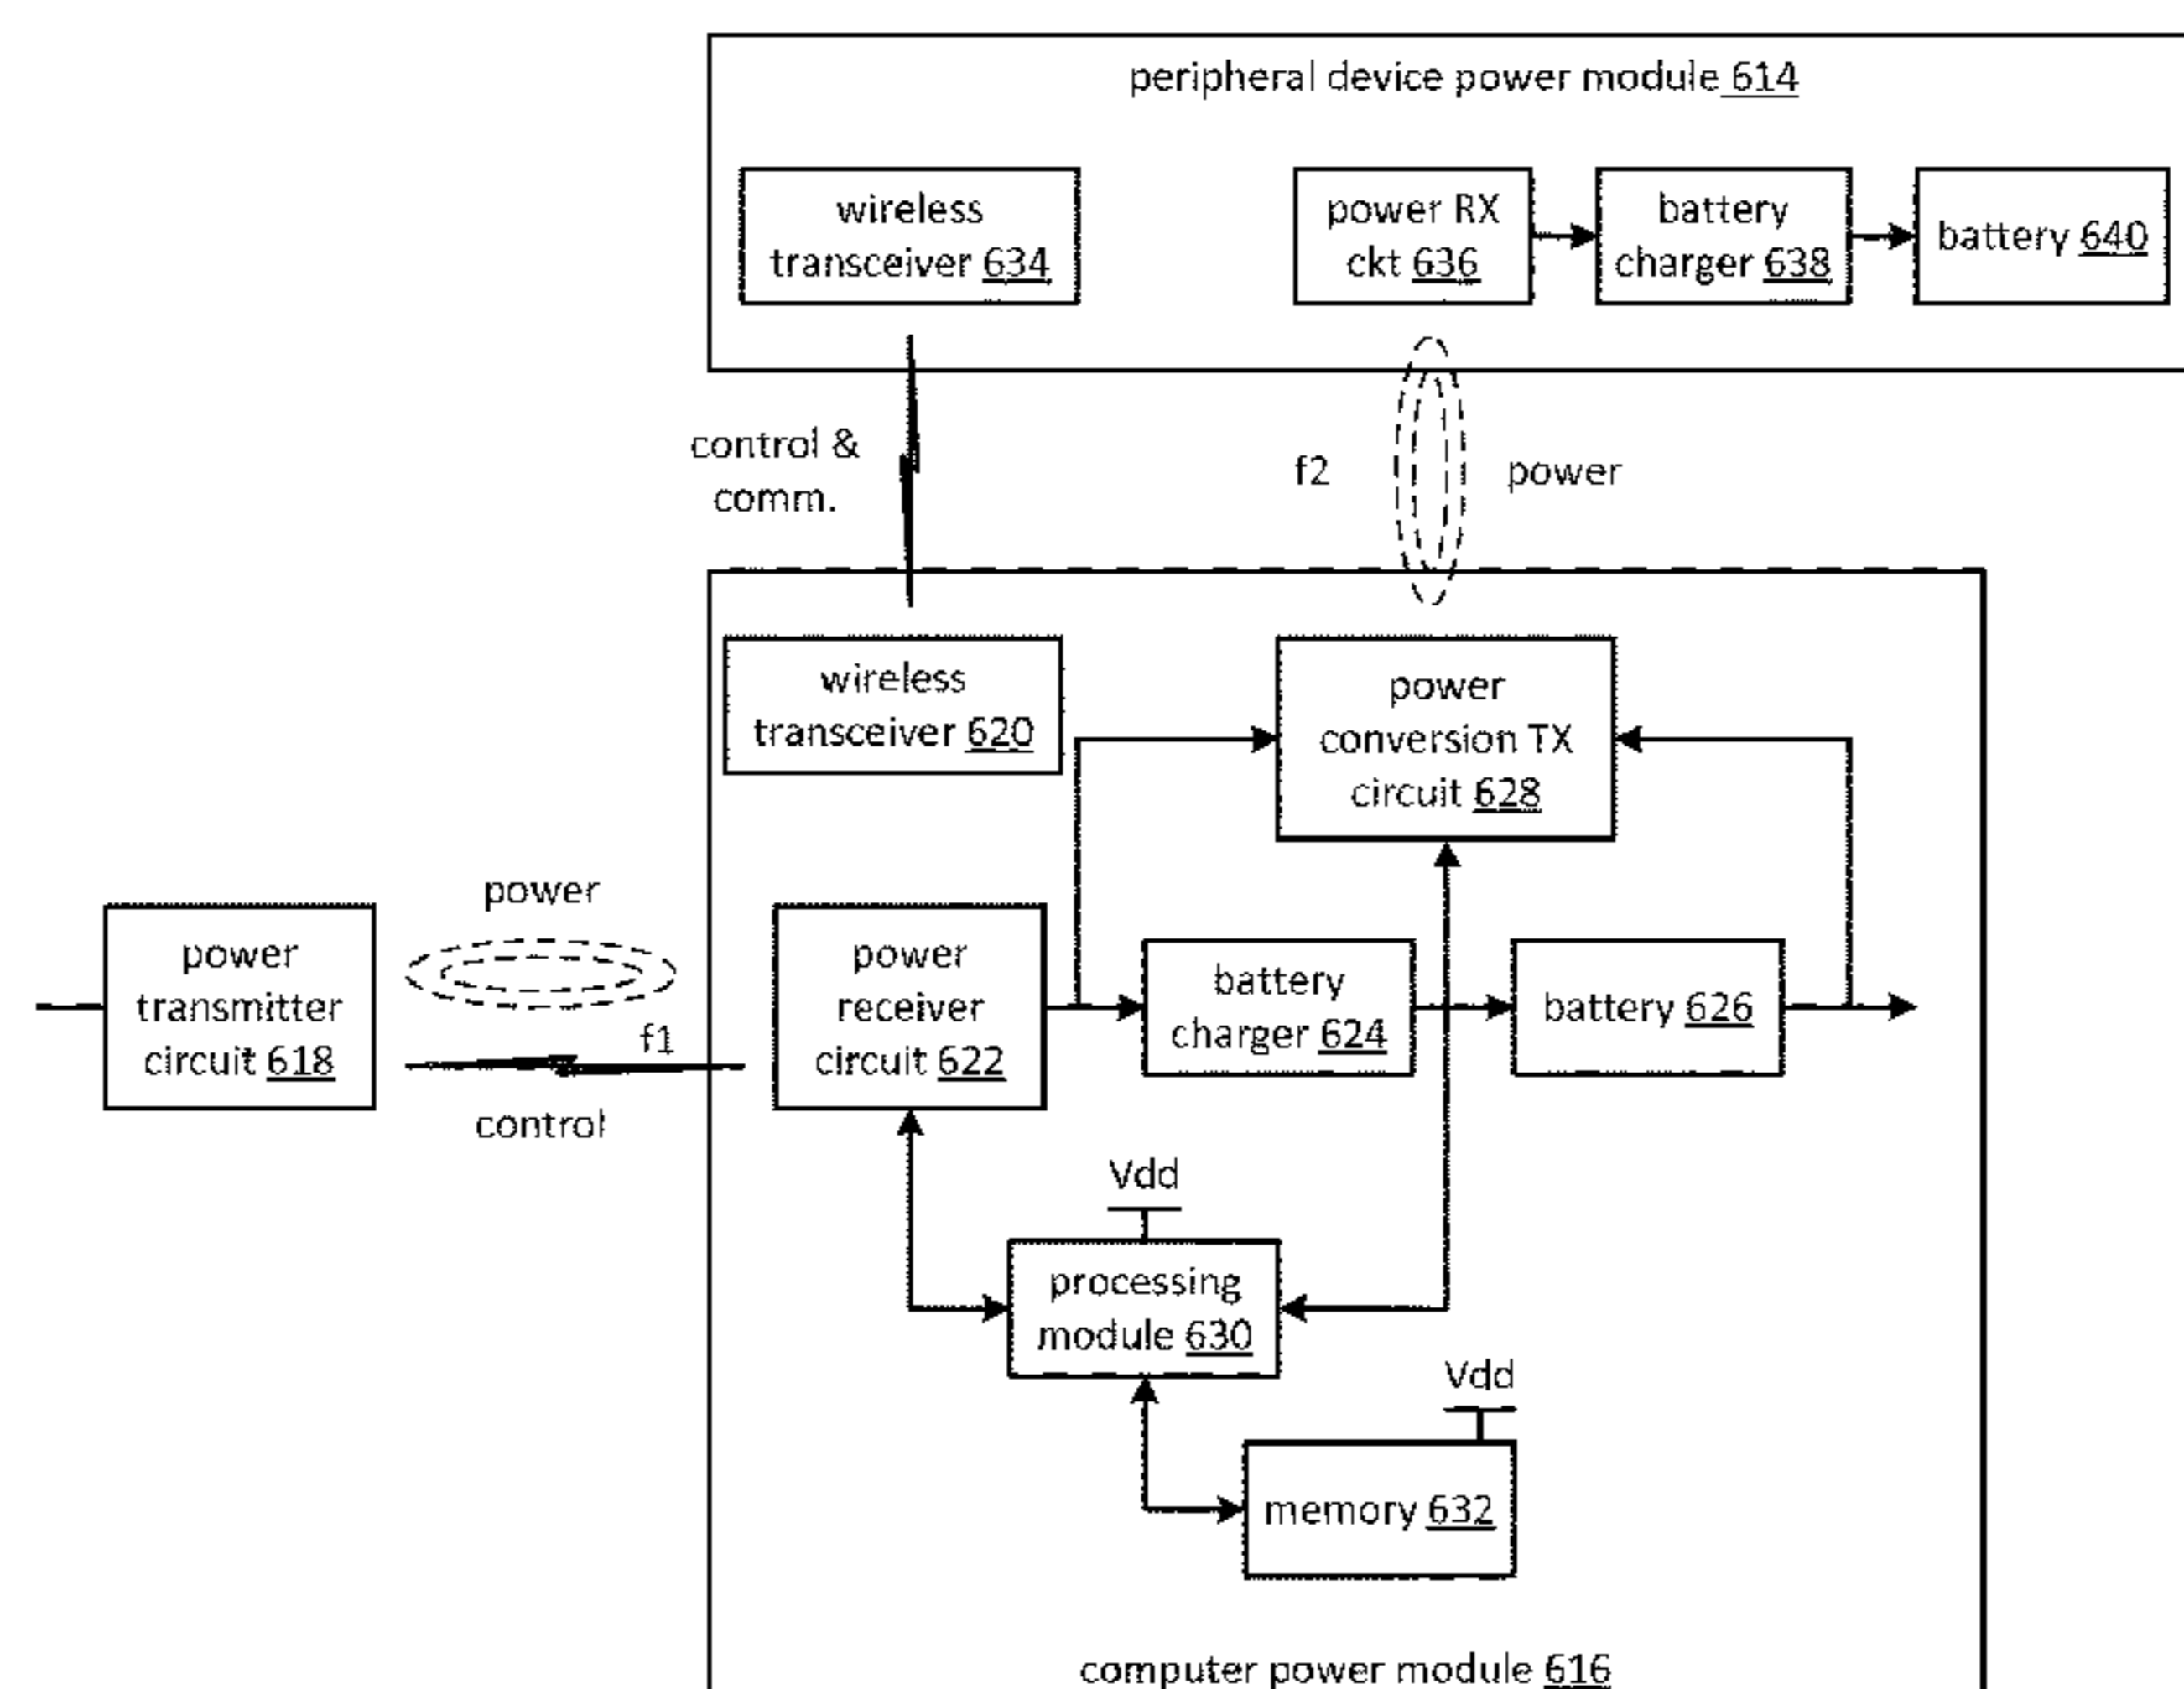 peripheral device power module 614
wireless
transceiver 634
power RX
ckt 636
battery
charger 638
battery 640
control &
comm.
f2
power
wireless
transceiver 620
power
conversion TX
circuit 628
power
transmitter
circuit 618
power
f1
control
power
receiver
circuit 622
battery
charger 624
battery 626
Vdd
processing
module 630
Vdd
memory 632
computer power module 616